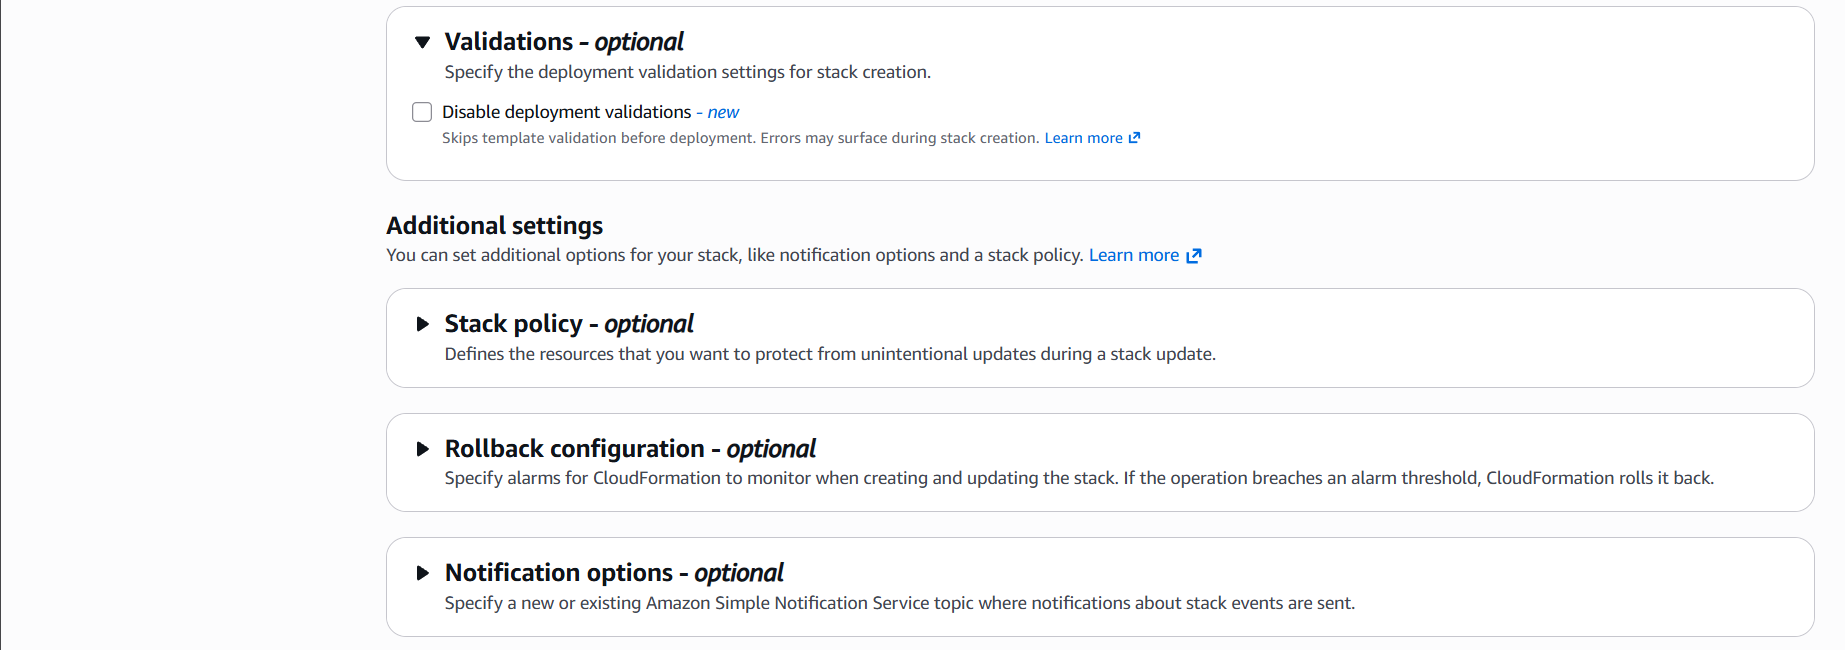 Validations - optional
Specify the deployment validation settings for stack creation.
Disable deployment validations - new
Skips template validation before deployment. Errors may surface during stack creation. Learn more
Additional settings
You can set additional options for your stack, like notification options and a stack policy. Learn more
Stack policy - optional
Defines the resources that you want to protect from unintentional updates during a stack update.
Rollback configuration - optional
Specify alarms for CloudFormation to monitor when creating and updating the stack. If the operation breaches an alarm threshold, CloudFormation rolls it back.
Notification options - optional
Specify a new or existing Amazon Simple Notification Service topic where notifications about stack events are sent.